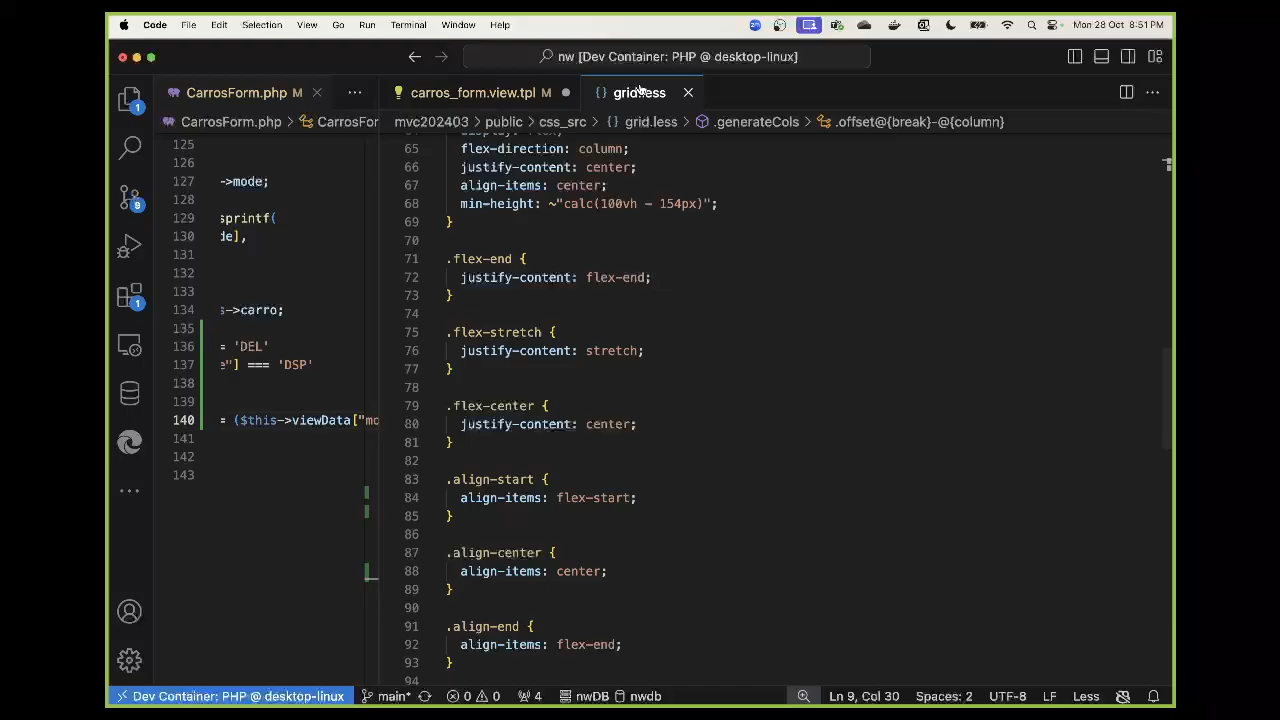 Code File Edit Selection View Go Run Terminal Window Help Mon 28 Oct 8:51 PM
nw [Dev Container: PHP @ desktop-linux]
CarrosForm.php M
carros_form.view.tpl M
{} grid.less
CarrosForm.php > CarrosFor
mvc202403 > public > css_src > {} grid.less > .generateCols > .offset@{break}-@{column}
125
126
127 ->mode;
128
129 sprintf(
130 de],
131
132
133
134 s->carro;
135
136 = 'DEL'
137 e"] === 'DSP'
138
139
140 = ($this->viewData["mo
141
142
143
65 flex-direction: column;
66 justify-content: center;
67 align-items: center;
68 min-height: ~"calc(100vh - 154px)";
69 }
70
71 .flex-end {
72 justify-content: flex-end;
73 }
74
75 .flex-stretch {
76 justify-content: stretch;
77 }
78
79 .flex-center {
80 justify-content: center;
81 }
82
83 .align-start {
84 align-items: flex-start;
85 }
86
87 .align-center {
88 align-items: center;
89 }
90
91 .align-end {
92 align-items: flex-end;
93 }
94
1
9
1
Dev Container: PHP @ desktop-linux main* 0 0 4 nwDB nwdb Ln 9, Col 30 Spaces: 2 UTF-8 LF Less